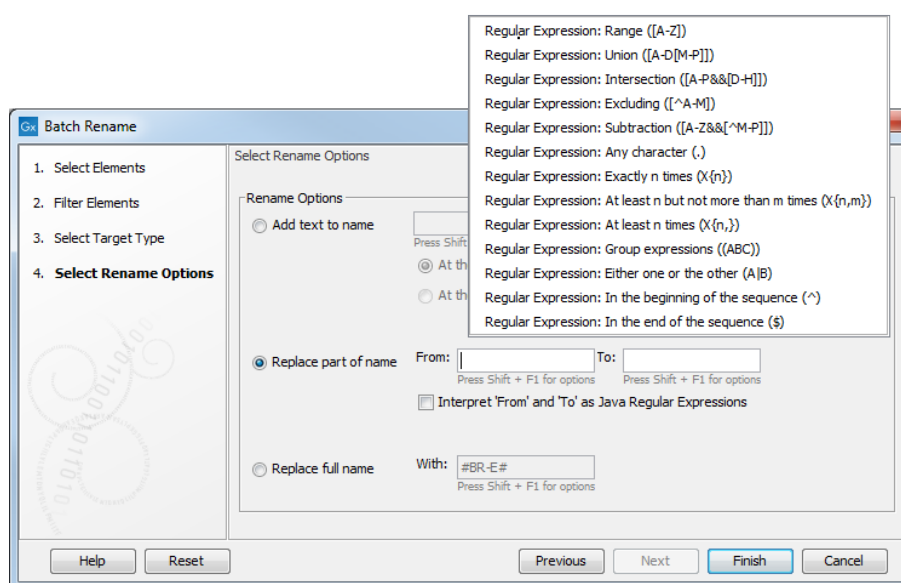 Regular Expression: Range ([A-Z])
Regular Expression: Union ([A-D[M-P]])
Regular Expression: Intersection ([A-P&&[D-H]])
Regular Expression: Excluding ([^A-M])
Regular Expression: Subtraction ([A-Z&&[^M-P]])
Regular Expression: Any character (.)
Regular Expression: Exactly n times (X{n})
Regular Expression: At least n but not more than m times (X{n,m})
Regular Expression: At least n times (X{n,})
Regular Expression: Group expressions ((ABC))
Regular Expression: Either one or the other (A|B)
Regular Expression: In the beginning of the sequence (^)
Regular Expression: In the end of the sequence ($)
Gx Batch Rename
1. Select Elements
2. Filter Elements
3. Select Target Type
4. Select Rename Options
Select Rename Options
Rename Options
Add text to name
Press Shift
At the
At the
Replace part of name
From:
To:
Press Shift + F1 for options
Press Shift + F1 for options
Interpret 'From' and 'To' as Java Regular Expressions
Replace full name
With: #BR-E#
Press Shift + F1 for options
Help
Reset
Previous
Next
Finish
Cancel